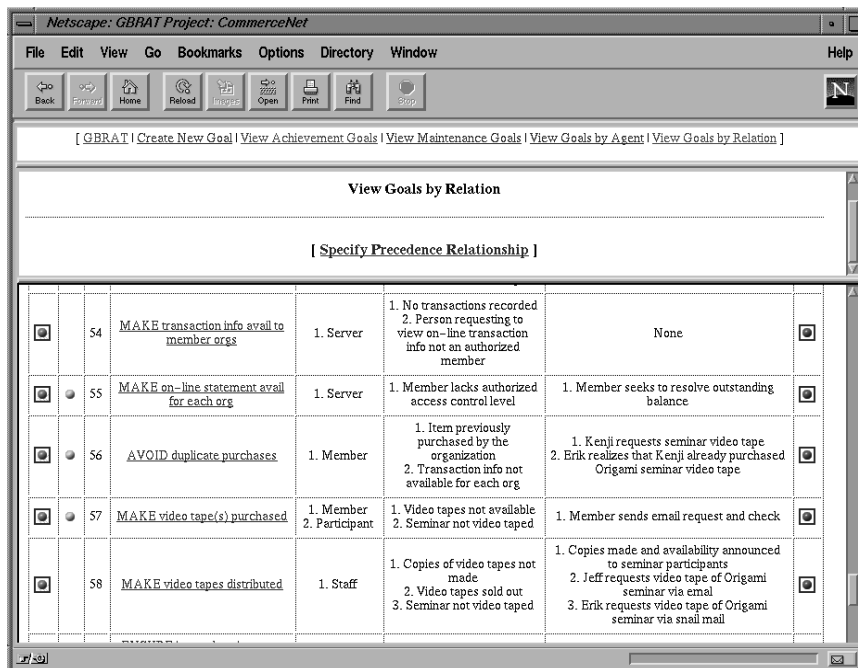 Netscape: GBRAT Project: CommerceNet
File Edit View Go Bookmarks Options Directory Window Help
Back Forward Home Reload Images Open Print Find Stop
N
[ GBRAT | Create New Goal | View Achievement Goals | View Maintenance Goals | View Goals by Agent | View Goals by Relation ]
View Goals by Relation
[ Specify Precedence Relationship ]
54
MAKE transaction info avail to
member orgs
1. Server
1. No transactions recorded
2. Person requesting to
view on-line transaction
info not an authorized
member
None
55
MAKE on-line statement avail
for each org
1. Server
1. Member lacks authorized
access control level
1. Member seeks to resolve outstanding
balance
56
AVOID duplicate purchases
1. Member
1. Item previously
purchased by the
organization
2. Transaction info not
available for each org
1. Kenji requests seminar video tape
2. Erik realizes that Kenji already purchased
Origami seminar video tape
57
MAKE video tape(s) purchased
1. Member
2. Participant
1. Video tapes not available
2. Seminar not video taped
1. Member sends email request and check
58
MAKE video tapes distributed
1. Staff
1. Copies of video tapes not
made
2. Video tapes sold out
3. Seminar not video taped
1. Copies made and availability announced
to seminar participants
2. Jeff requests video tape of Origami
seminar via emal
3. Erik requests video tape of Origami
seminar via snail mail